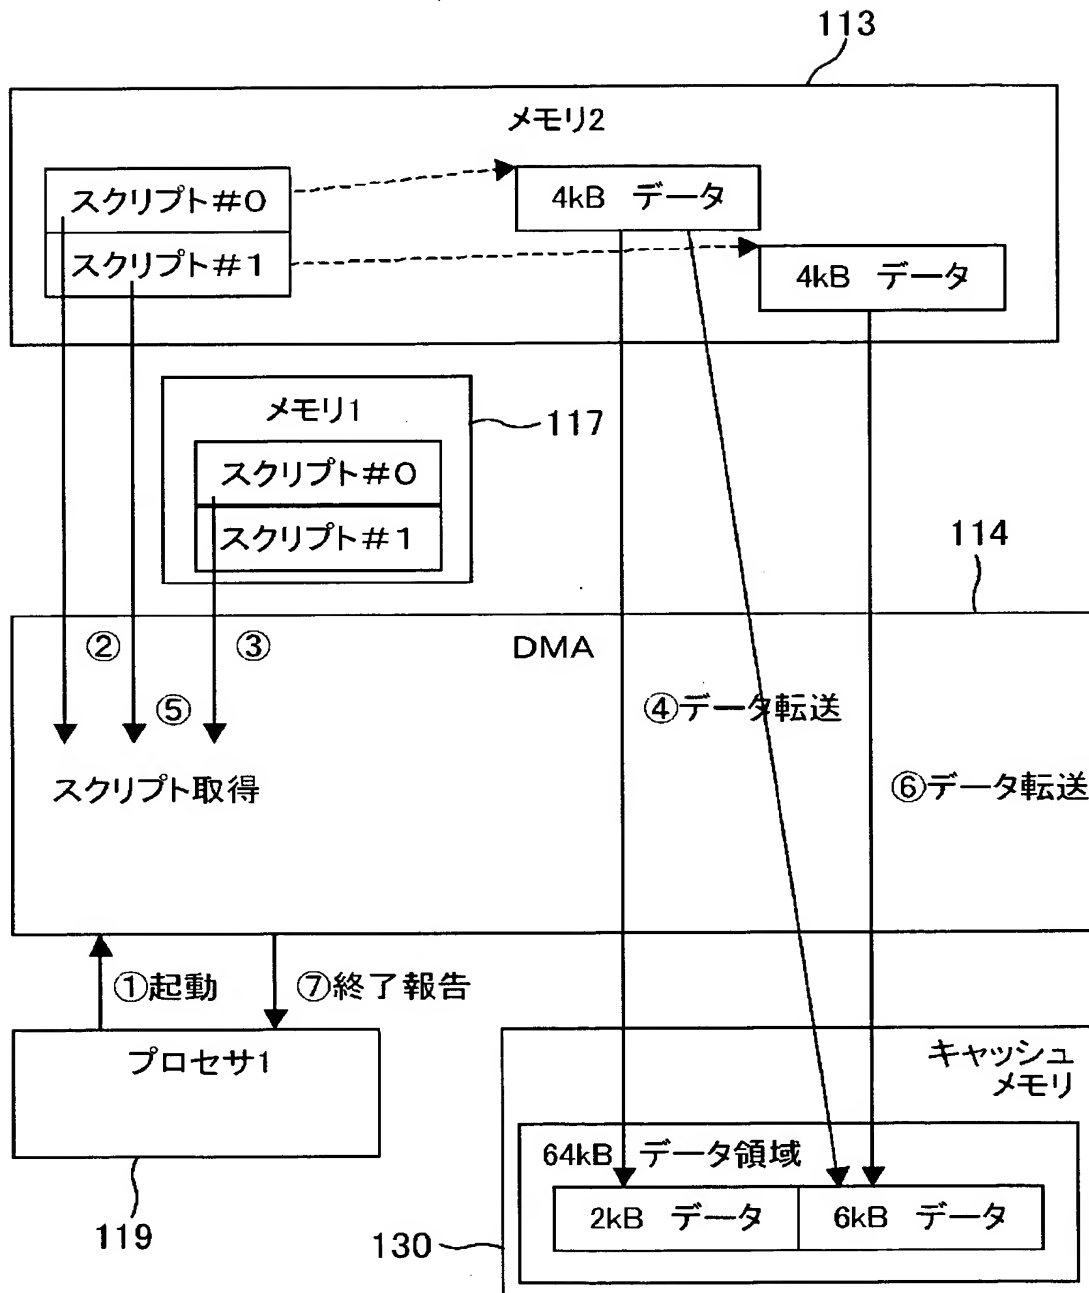 113
メモリ2
スクリプト#0
4kB データ
スクリプト#1
4kB データ
メモリ1
117
スクリプト#0
スクリプト#1
114
DMA
②
③
⑤
④データ転送
スクリプト取得
⑥データ転送
①起動
⑦終了報告
プロセサ1
キャッシュ
メモリ
64kB データ領域
2kB データ
6kB データ
119
130